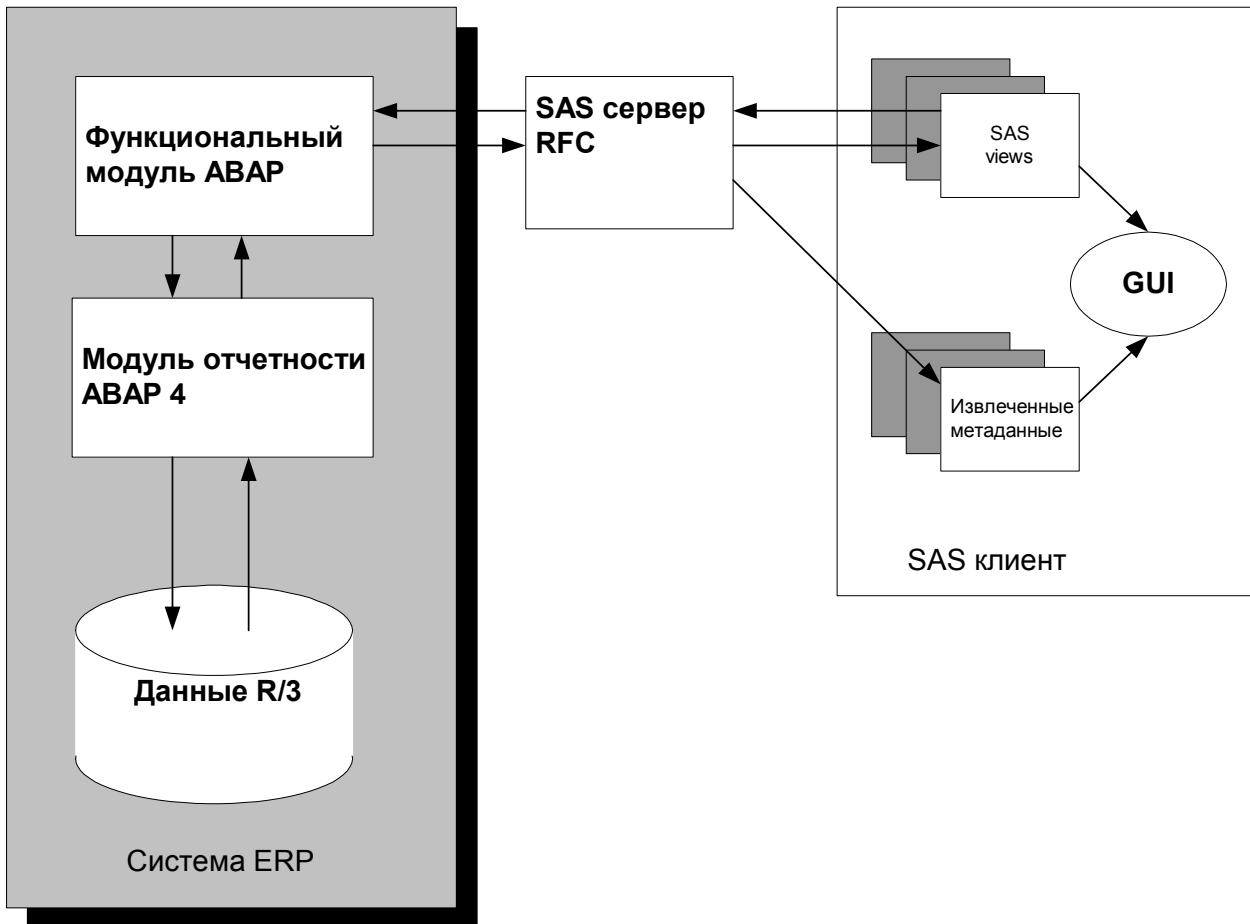 Функциональный
модуль ABAP
SAS сервер
RFC
SAS
views
GUI
Модуль отчетности
ABAP 4
Извлеченные
метаданные
SAS клиент
Данные R/3
Система ERP